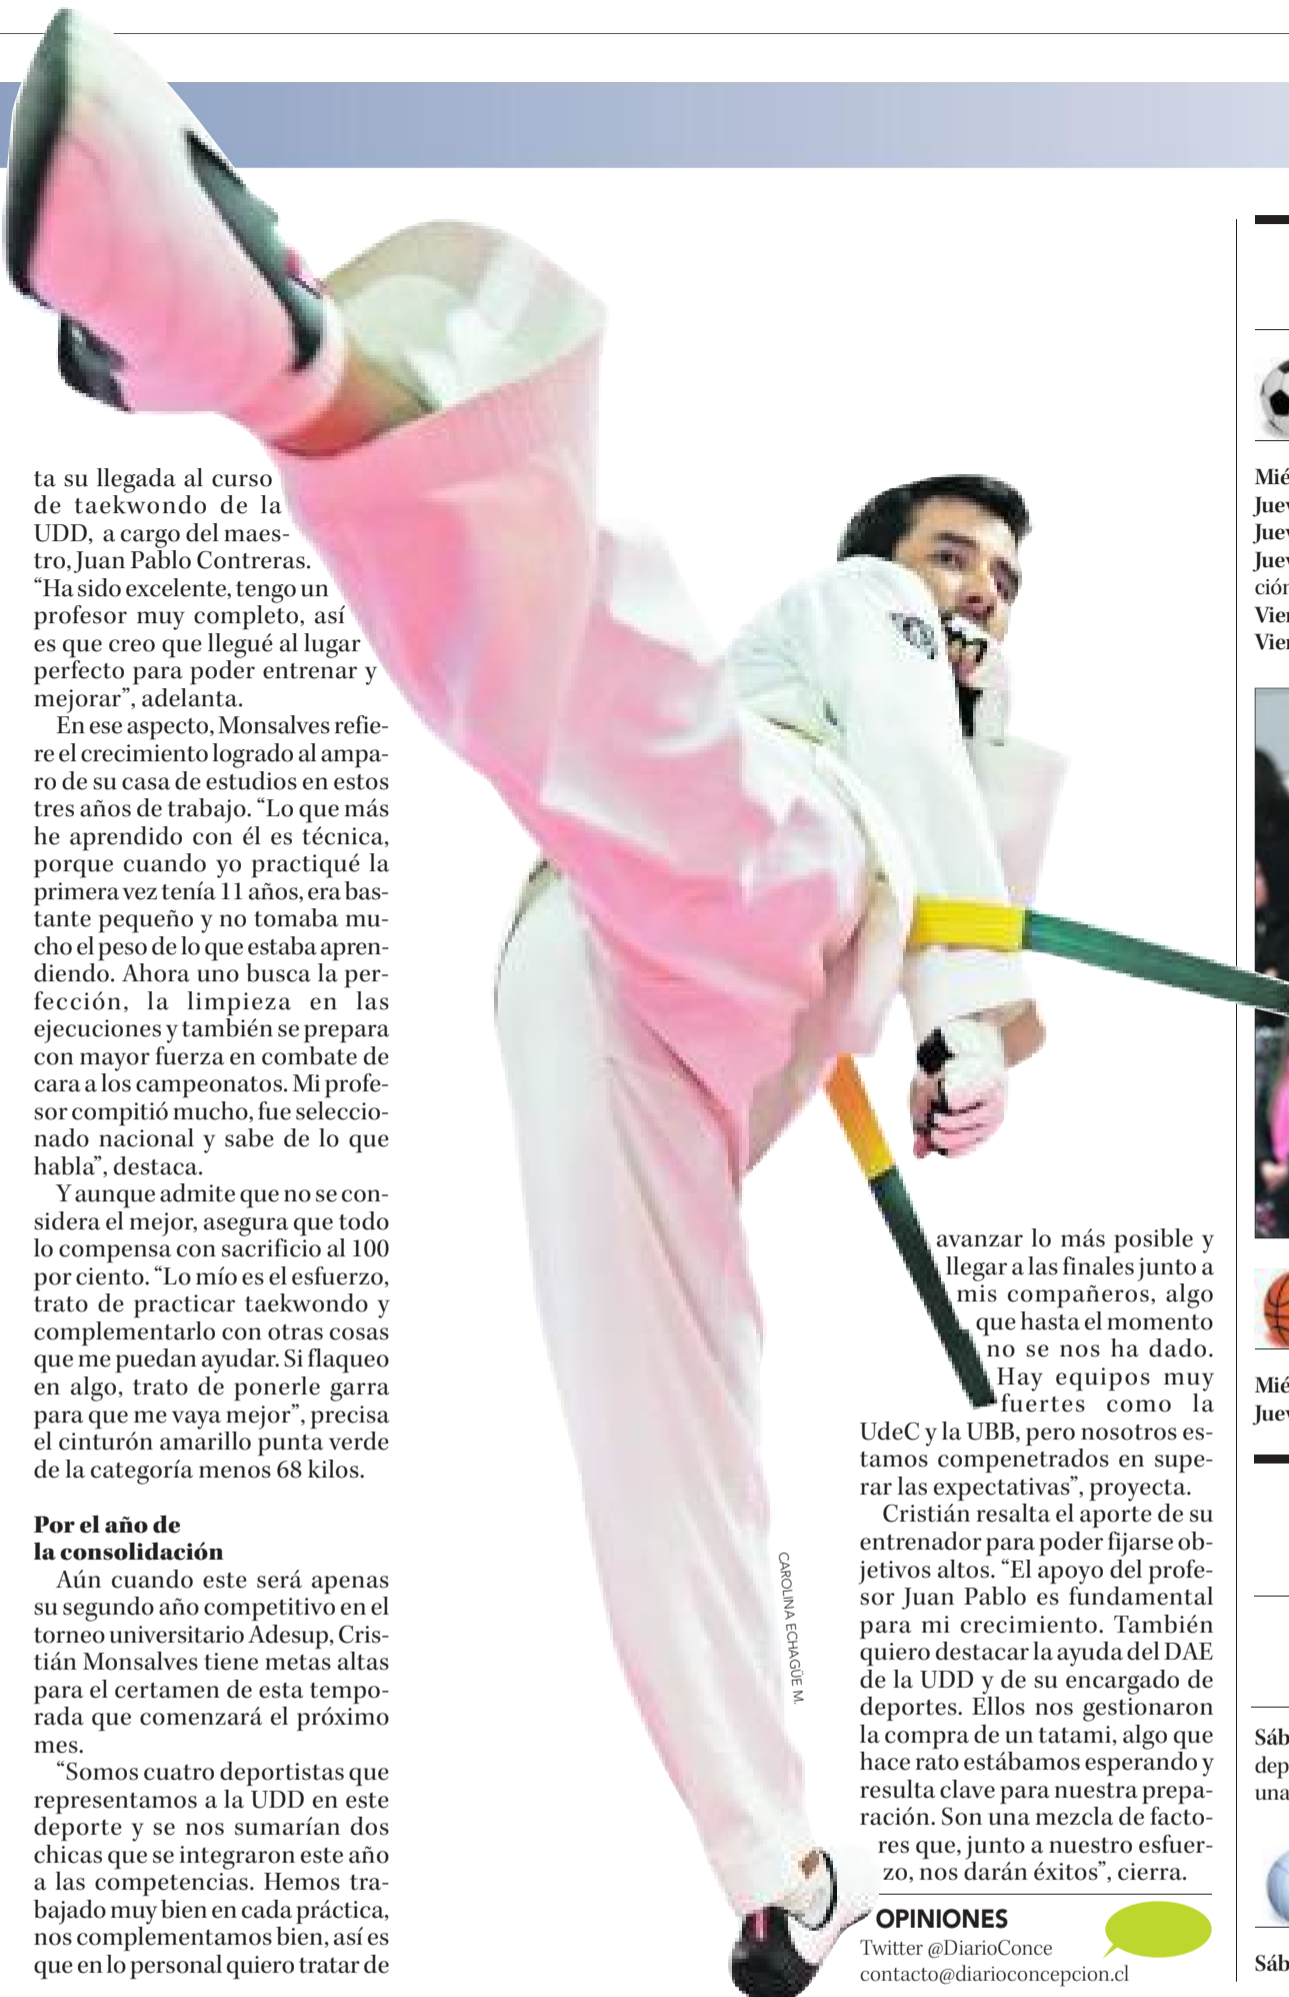 ta su llegada al curso
de taekwondo de la
UDD, a cargo del maes-
tro, Juan Pablo Contreras.
“Ha sido excelente, tengo un
profesor muy completo, así
es que creo que llegué al lugar
perfecto para poder entrenar y
mejorar”, adelanta.
En ese aspecto, Monsalves refie-
re el crecimiento logrado al ampa-
ro de su casa de estudios en estos
tres años de trabajo. “Lo que más
he aprendido con él es técnica,
porque cuando yo practiqué la
primera vez tenía 11 años, era bas-
tante pequeño y no tomaba mu-
cho el peso de lo que estaba apren-
diendo. Ahora uno busca la per-
fección, la limpieza en las
ejecuciones y también se prepara
con mayor fuerza en combate de
cara a los campeonatos. Mi profe-
sor compitió mucho, fue seleccio-
nado nacional y sabe de lo que
habla”, destaca.
Y aunque admite que no se con-
sidera el mejor, asegura que todo
lo compensa con sacrificio al 100
por ciento. “Lo mío es el esfuerzo,
trato de practicar taekwondo y
complementarlo con otras cosas
que me puedan ayudar. Si flaqueo
en algo, trato de ponerle garra
para que me vaya mejor”, precisa
el cinturón amarillo punta verde
de la categoría menos 68 kilos.
Por el año de
la consolidación
Aún cuando este será apenas
su segundo año competitivo en el
torneo universitario Adesup, Cris-
tián Monsalves tiene metas altas
para el certamen de esta tempo-
rada que comenzará el próximo
mes.
“Somos cuatro deportistas que
representamos a la UDD en este
deporte y se nos sumarían dos
chicas que se integraron este año
a las competencias. Hemos tra-
bajado muy bien en cada práctica,
nos complementamos bien, así es
que en lo personal quiero tratar de
CAROLINA ECHAGÜE M.
avanzar lo más posible y
llegar a las finales junto a
mis compañeros, algo
que hasta el momento
no se nos ha dado.
Hay equipos muy
fuertes como la
UdeC y la UBB, pero nosotros es-
tamos compenetrados en supe-
rar las expectativas”, proyecta.
Cristián resalta el aporte de su
entrenador para poder fijarse ob-
jetivos altos. “El apoyo del profe-
sor Juan Pablo es fundamental
para mi crecimiento. También
quiero destacar la ayuda del DAE
de la UDD y de su encargado de
deportes. Ellos nos gestionaron
la compra de un tatami, algo que
hace rato estábamos esperando y
resulta clave para nuestra prepa-
ración. Son una mezcla de facto-
res que, junto a nuestro esfuer-
zo, nos darán éxitos”, cierra.
OPINIONES
Twitter @DiarioConce
contacto@diarioconcepcion.cl